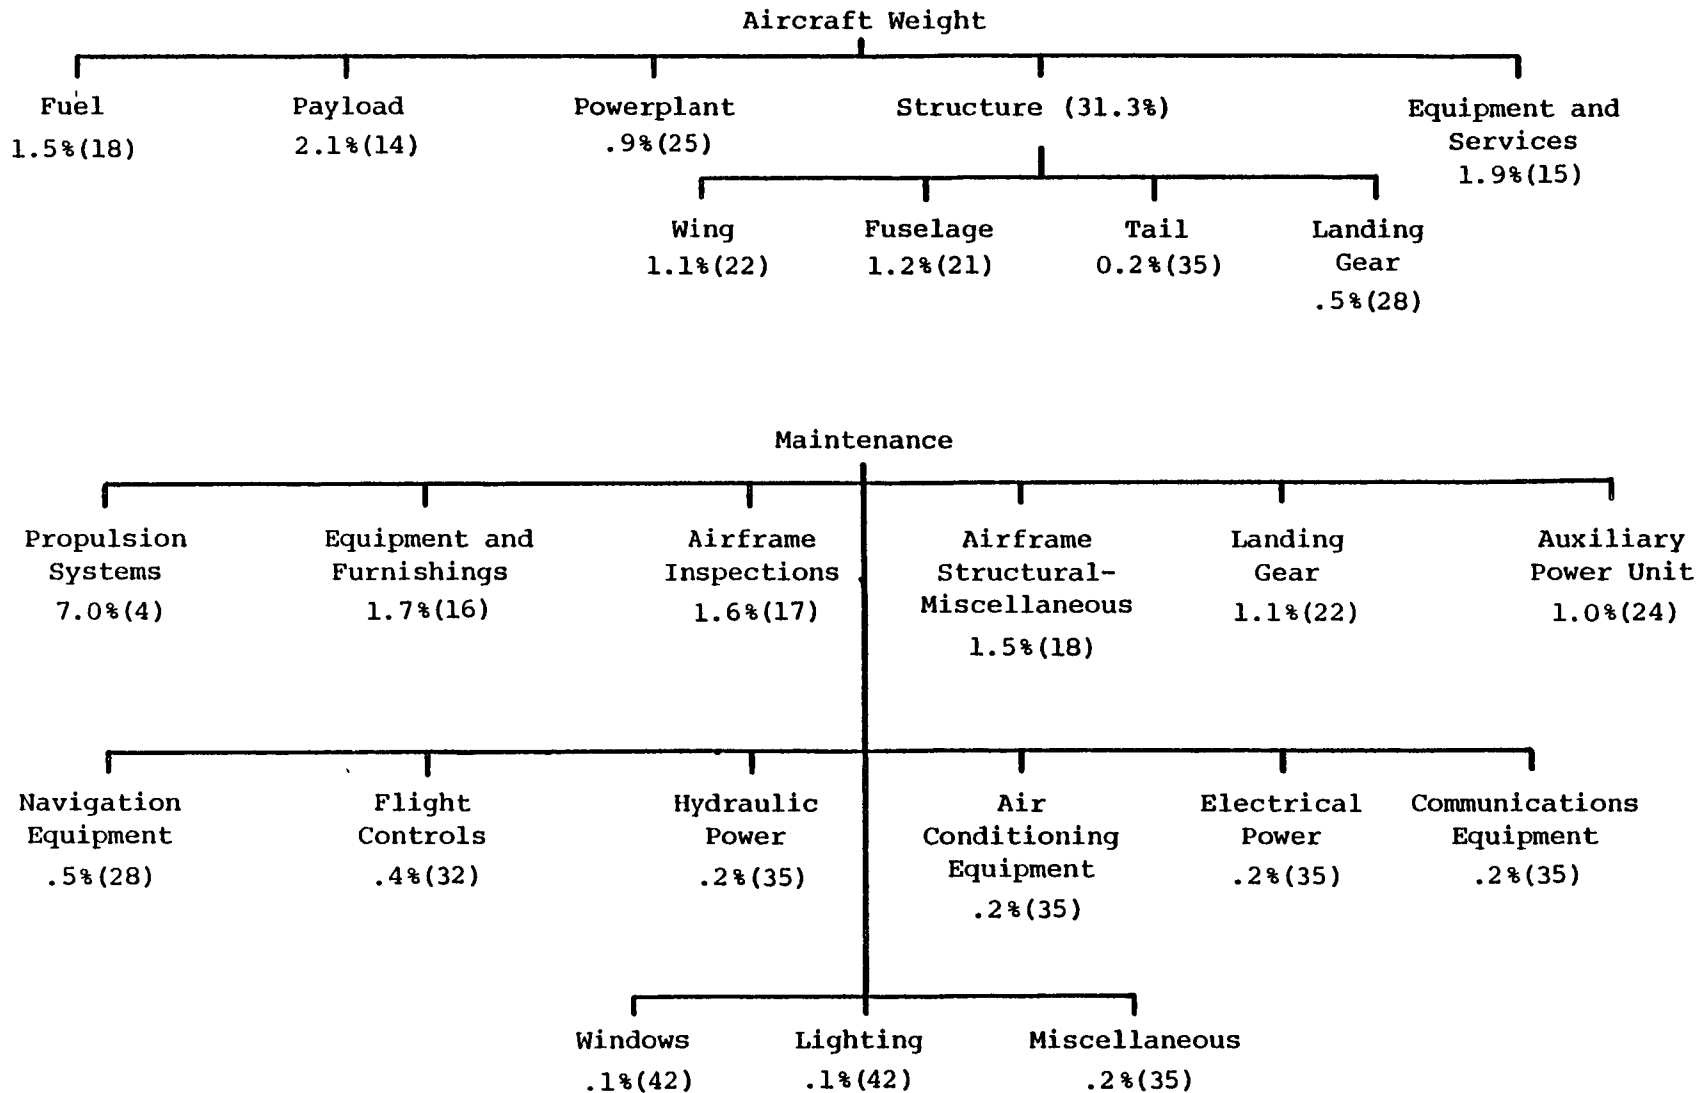 Aircraft Weight
Fuel
1.5%(18)
Payload
2.1%(14)
Powerplant
.9%(25)
Structure (31.3%)
Equipment and
Services
1.9%(15)
Wing
1.1%(22)
Fuselage
1.2%(21)
Tail
0.2%(35)
Landing
Gear
.5%(28)
Maintenance
Propulsion
Systems
7.0%(4)
Equipment and
Furnishings
1.7%(16)
Airframe
Inspections
1.6%(17)
Airframe
Structural-
Miscellaneous
1.5%(18)
Landing
Gear
1.1%(22)
Auxiliary
Power Unit
1.0%(24)
Navigation
Equipment
.5%(28)
Flight
Controls
.4%(32)
Hydraulic
Power
.2%(35)
Air
Conditioning
Equipment
.2%(35)
Electrical
Power
.2%(35)
Communications
Equipment
.2%(35)
Windows
.1%(42)
Lighting
.1%(42)
Miscellaneous
.2%(35)